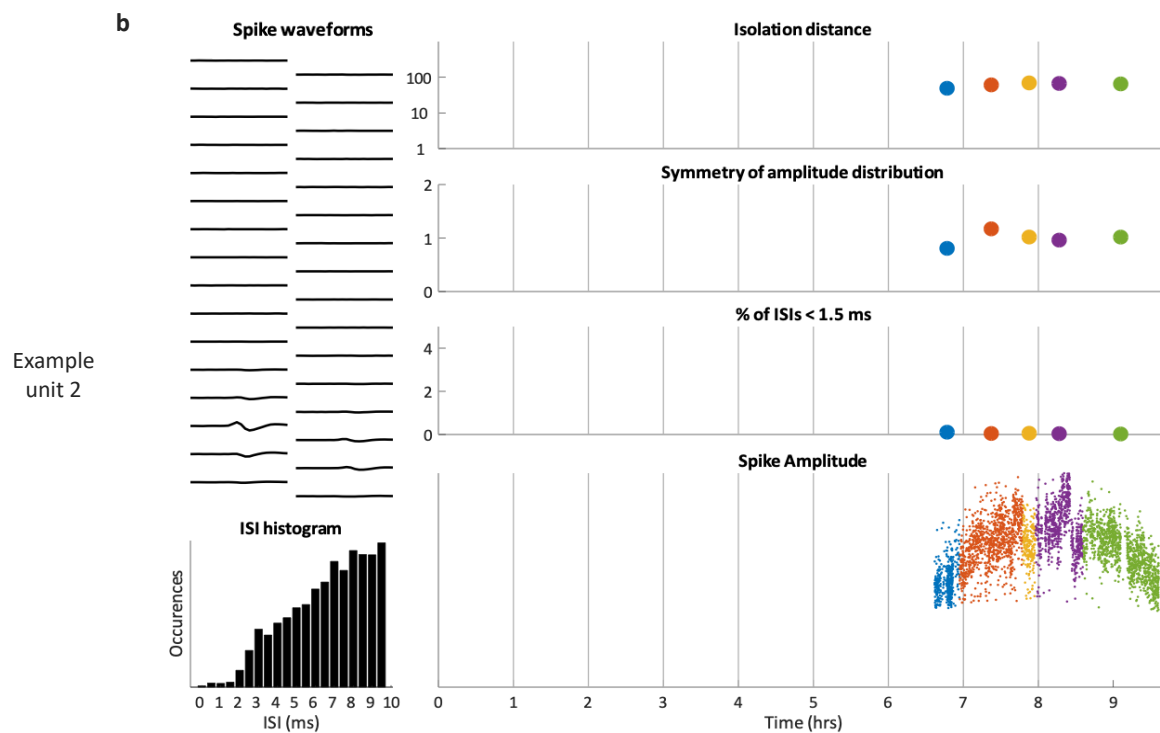 b
Spike waveforms
Isolation distance
100
10
1
Symmetry of amplitude distribution
2
1
0
% of ISIs < 1.5 ms
4
2
0
Example
unit 2
Spike Amplitude
ISI histogram
Occurrences
0 1 2 3 4 5 6 7 8 9 10
ISI (ms)
0 1 2 3 4 5 6 7 8 9
Time (hrs)